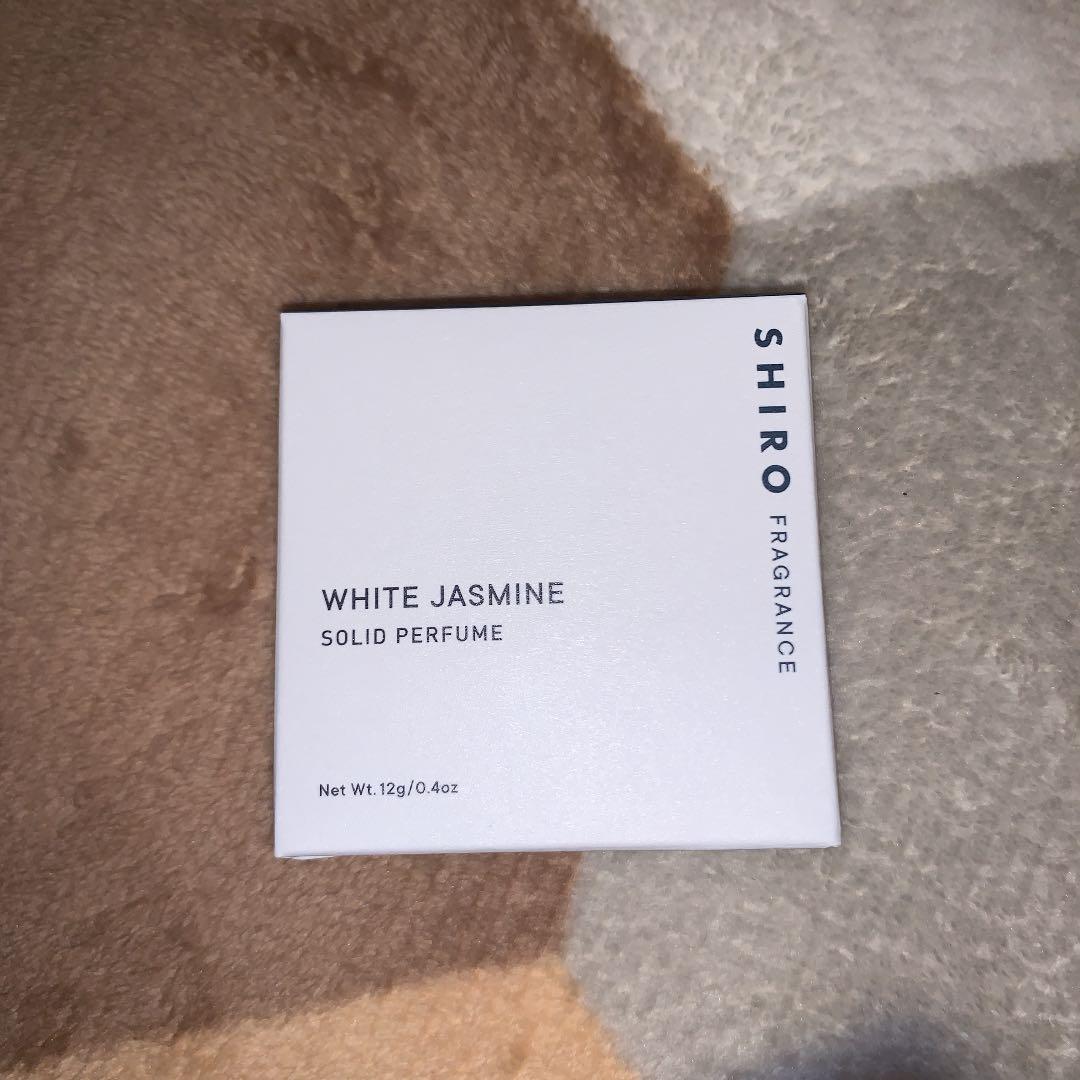 SHIRO FRAGRANCE
WHITE JASMINE
SOLID PERFUME
Net Wt. 12g/0.4oz